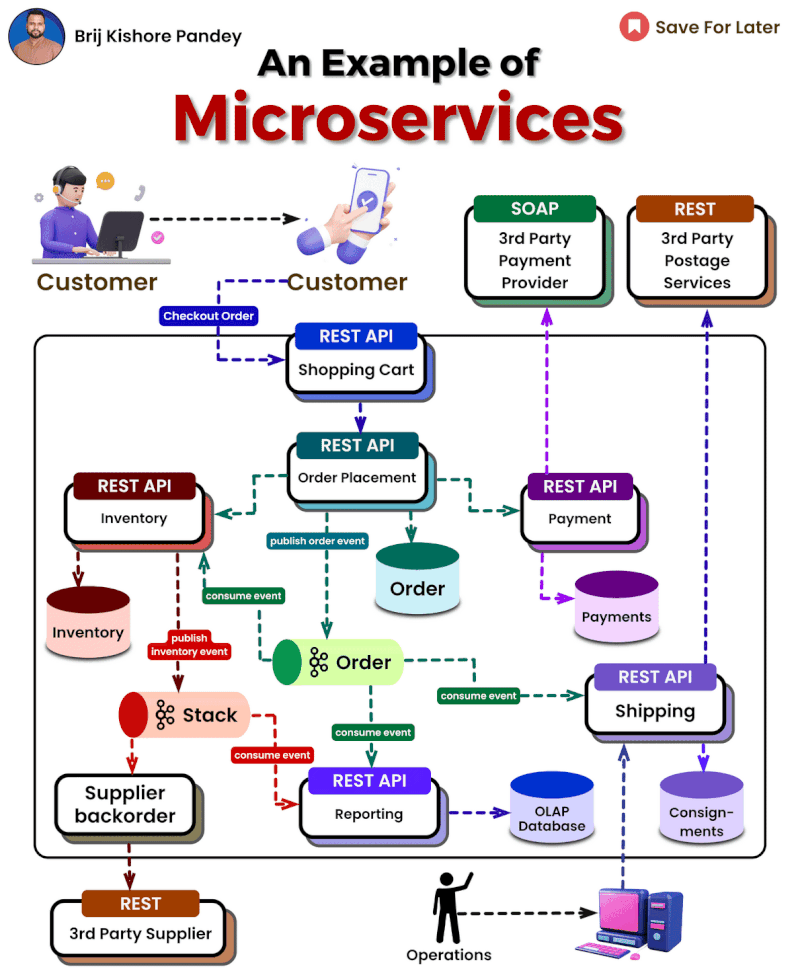 Brij Kishore Pandey
Save For Later
An Example of
Microservices
Customer
Customer
SOAP
3rd Party
Payment
Provider
REST
3rd Party
Postage
Services
Checkout Order
REST API
Shopping Cart
REST API
Order Placement
REST API
Inventory
REST API
Payment
publish order event
Order
consume event
Inventory
Payments
publish
inventory event
Order
consume event
REST API
Shipping
Stack
consume event
consume event
Supplier
backorder
REST API
Reporting
OLAP
Database
Consign-
ments
REST
3rd Party Supplier
Operations